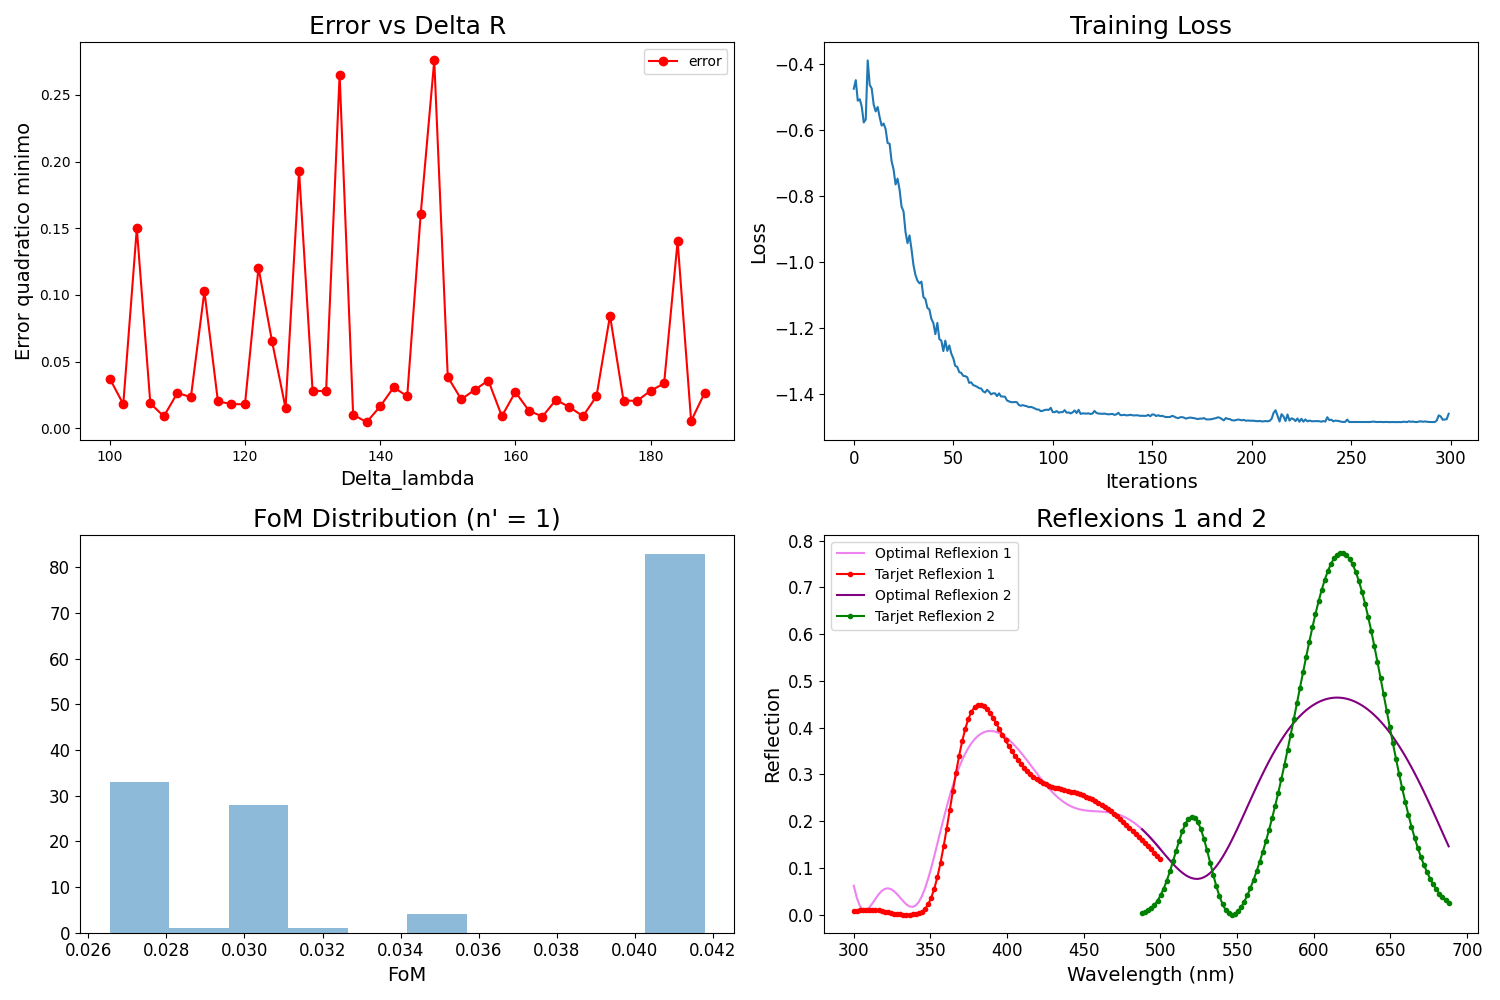 Error vs Delta R
error
0.25
0.20
0.15
0.10
0.05
0.00
Error quadratico minimo
100 120 140 160 180
Delta_lambda
Training Loss
−0.4
−0.6
−0.8
−1.0
−1.2
−1.4
Loss
0 50 100 150 200 250 300
Iterations
FoM Distribution (n' = 1)
80
70
60
50
40
30
20
10
0
0.026 0.028 0.030 0.032 0.034 0.036 0.038 0.040 0.042
FoM
Reflexions 1 and 2
Optimal Reflexion 1
Tarjet Reflexion 1
Optimal Reflexion 2
Tarjet Reflexion 2
0.8
0.7
0.6
0.5
0.4
0.3
0.2
0.1
0.0
Reflection
300 350 400 450 500 550 600 650 700
Wavelength (nm)